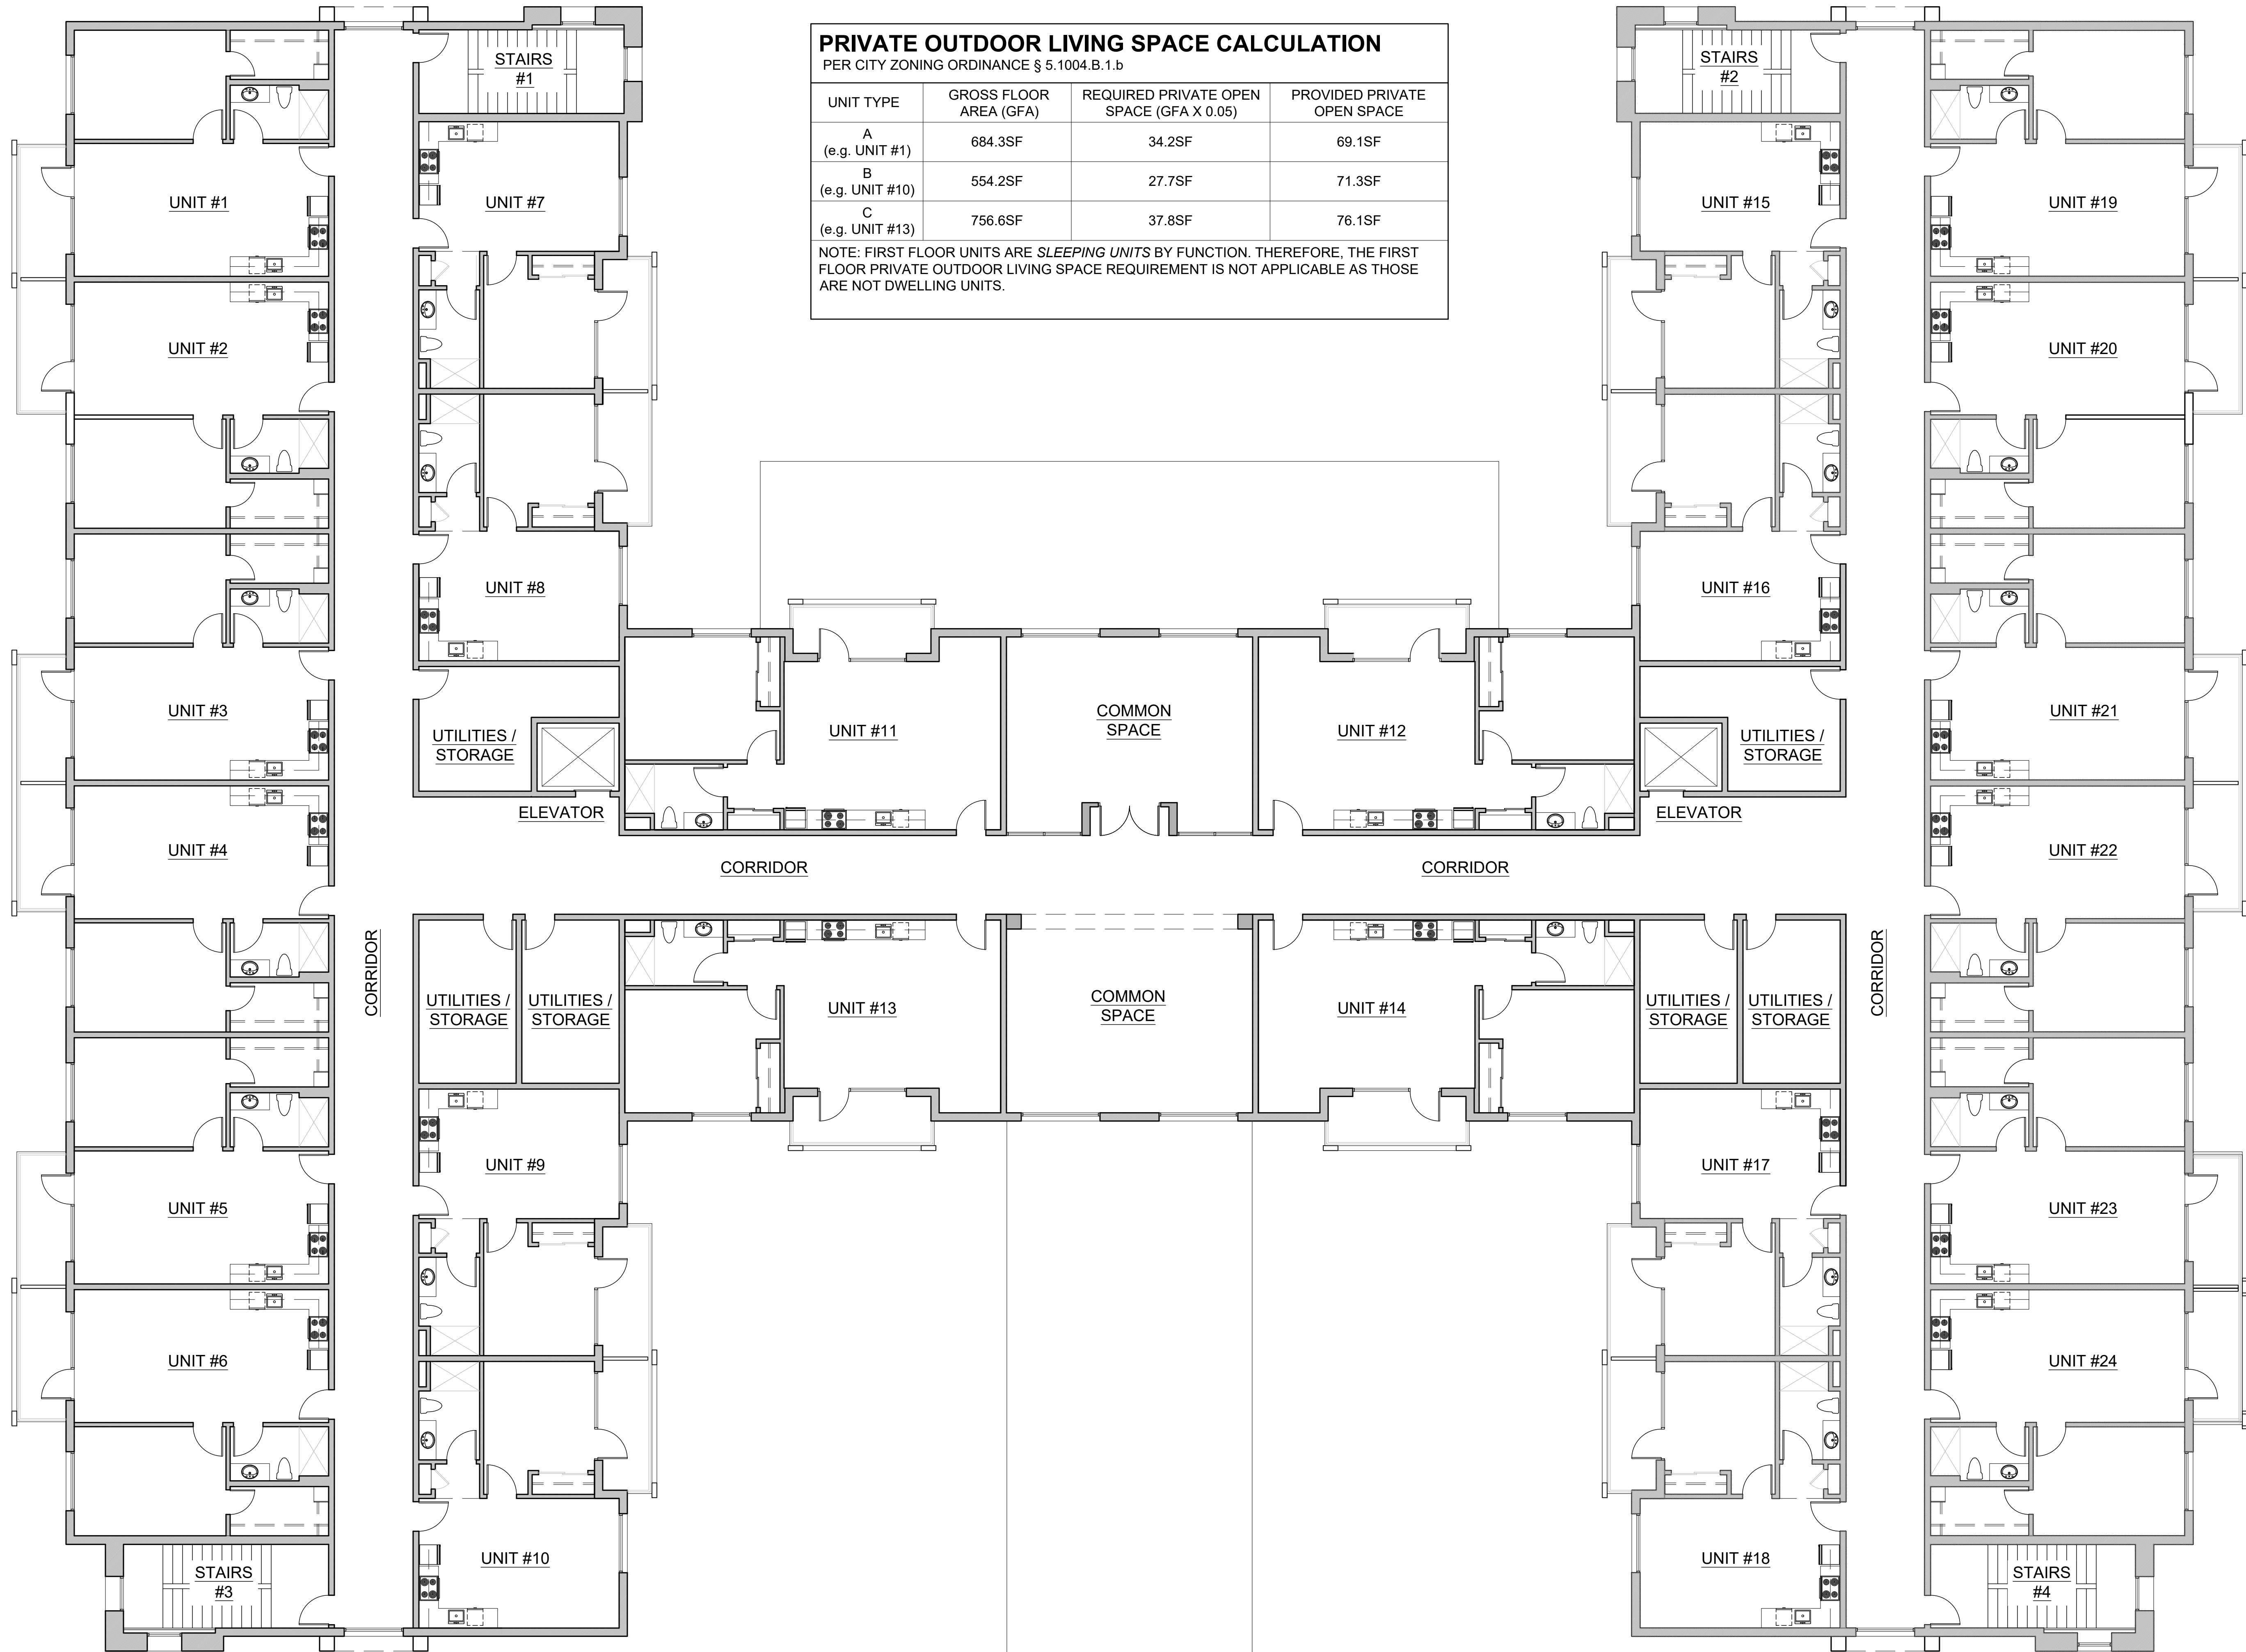 PRIVATE OUTDOOR LIVING SPACE CALCULATION
PER CITY ZONING ORDINANCE § 5.1004.B.1.b
UNIT TYPE
GROSS FLOOR
AREA (GFA)
REQUIRED PRIVATE OPEN
SPACE (GFA X 0.05)
PROVIDED PRIVATE
OPEN SPACE
A
(e.g. UNIT #1)
684.3SF
34.2SF
69.1SF
B
(e.g. UNIT #10)
554.2SF
27.7SF
71.3SF
C
(e.g. UNIT #13)
756.6SF
37.8SF
76.1SF
NOTE: FIRST FLOOR UNITS ARE SLEEPING UNITS BY FUNCTION. THEREFORE, THE FIRST
FLOOR PRIVATE OUTDOOR LIVING SPACE REQUIREMENT IS NOT APPLICABLE AS THOSE
ARE NOT DWELLING UNITS.
STAIRS
#1
STAIRS
#2
UNIT #1
UNIT #7
UNIT #15
UNIT #19
UNIT #2
UNIT #20
UNIT #8
UNIT #16
UNIT #3
UNIT #11
COMMON
SPACE
UNIT #12
UNIT #21
UTILITIES /
STORAGE
UTILITIES /
STORAGE
ELEVATOR
ELEVATOR
UNIT #4
UNIT #22
CORRIDOR
CORRIDOR
CORRIDOR
CORRIDOR
UTILITIES /
STORAGE
UTILITIES /
STORAGE
UNIT #13
COMMON
SPACE
UNIT #14
UTILITIES /
STORAGE
UTILITIES /
STORAGE
UNIT #9
UNIT #17
UNIT #5
UNIT #23
UNIT #6
UNIT #24
UNIT #10
UNIT #18
STAIRS
#3
STAIRS
#4